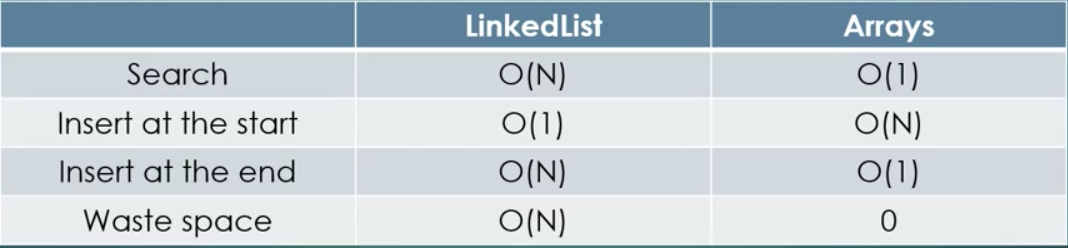 LinkedList Arrays
Search O(N) O(1)
Insert at the start O(1) O(N)
Insert at the end O(N) O(1)
Waste space O(N) 0